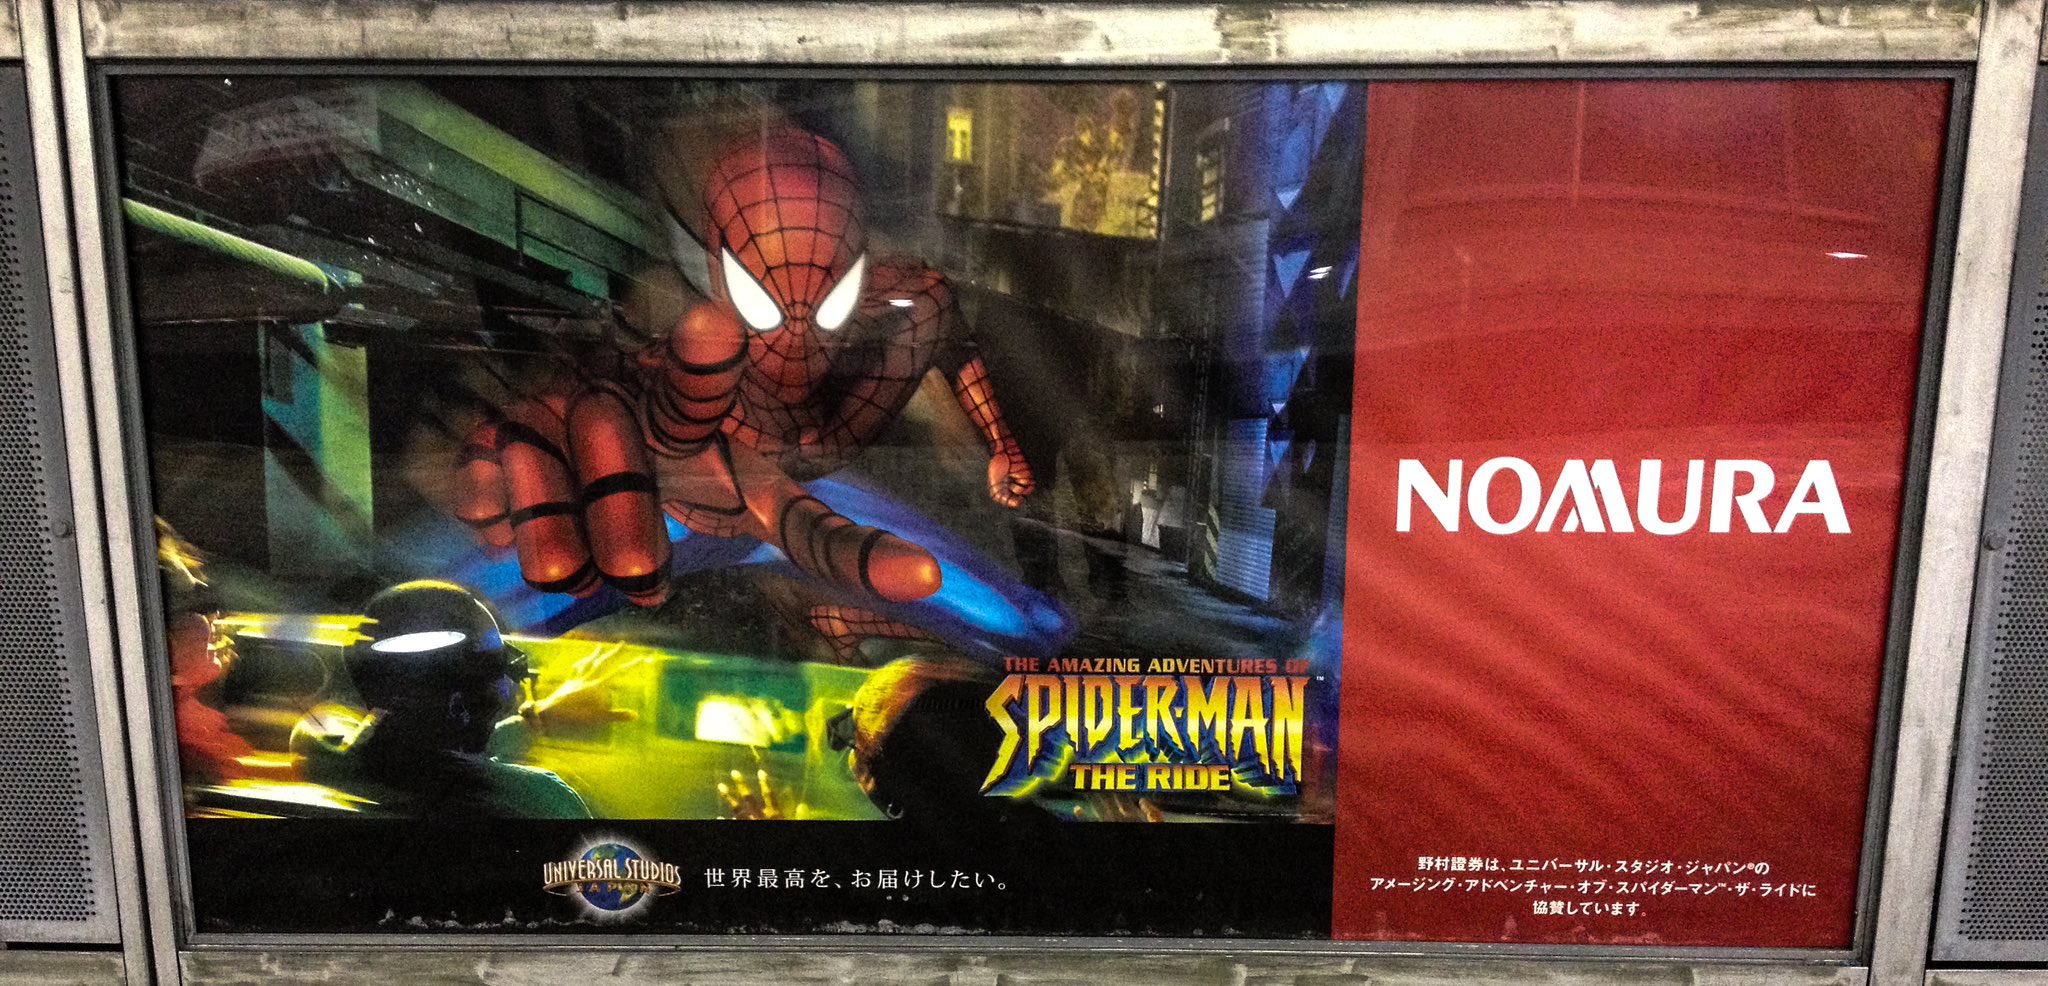 THE AMAZING ADVENTURES OF
SPIDER-MAN™
THE RIDE
NOMURA
UNIVERSAL STUDIOS
JAPAN
世界最高を、お届けしたい。
野村證券は、ユニバーサル・スタジオ・ジャパン®の
アメージング・アドベンチャー・オブ・スパイダーマン™・ザ・ライドに
協賛しています。